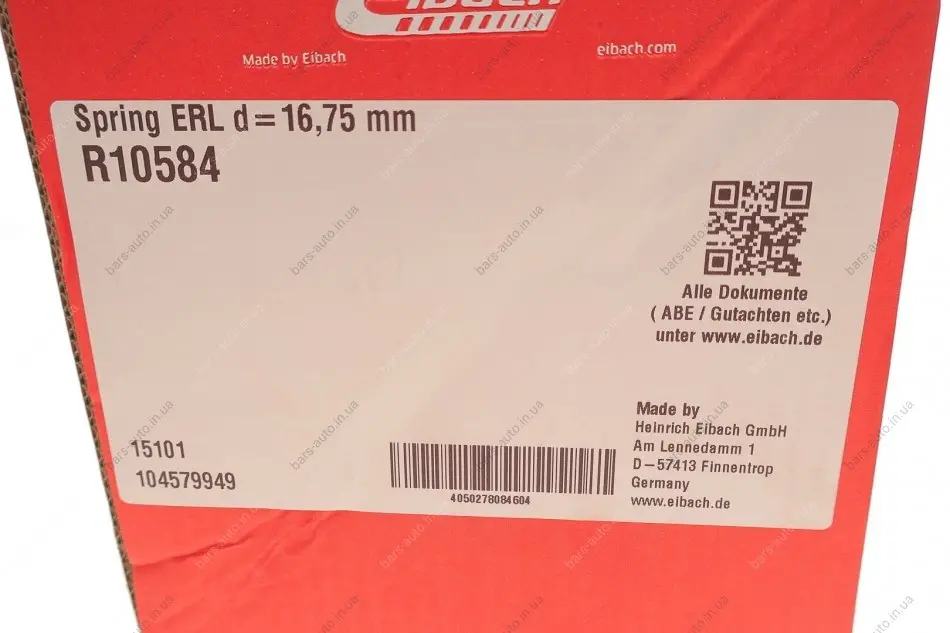 Eibach
Made by Eibach
eibach.com
Spring ERL d=16,75 mm
R10584
Alle Dokumente
( ABE / Gutachten etc.)
unter www.eibach.de
15101
104579949
4050278084604
Made by
Heinrich Eibach GmbH
Am Lennedamm 1
D-57413 Finnentrop
Germany
www.eibach.de
bars-auto.in.ua